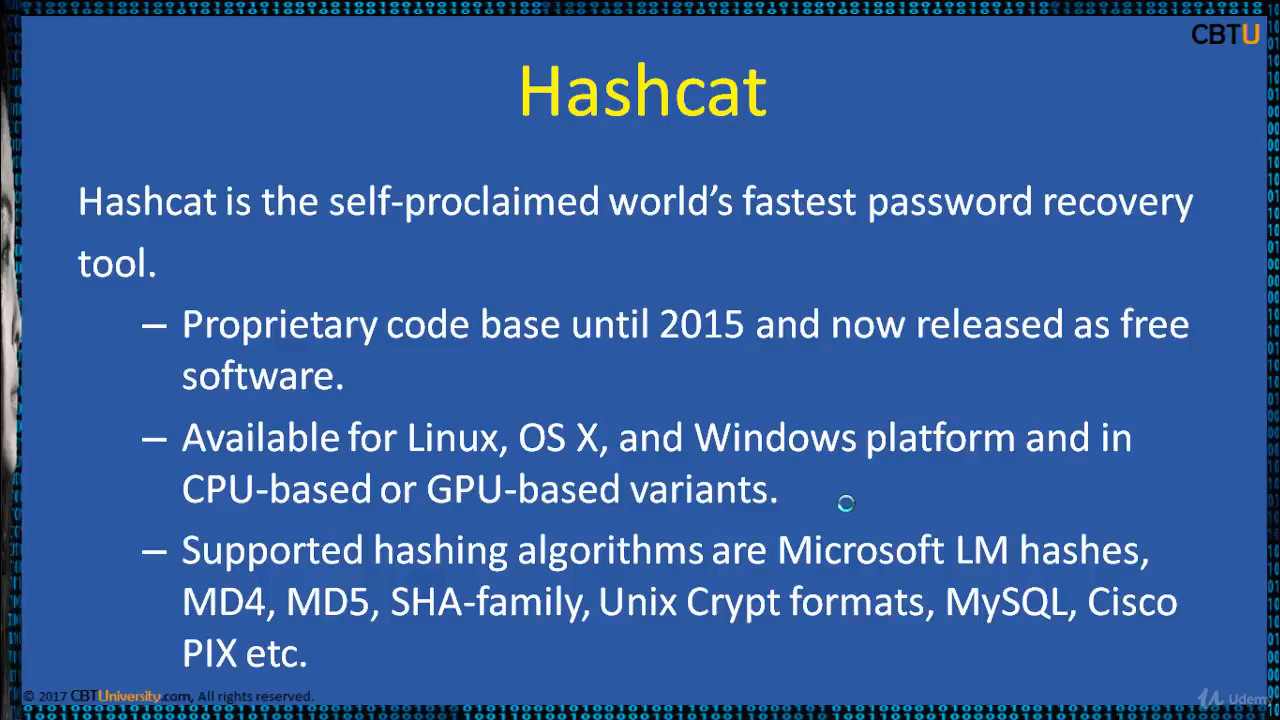 CBTU
Hashcat
Hashcat is the self-proclaimed world’s fastest password recovery
tool.
– Proprietary code base until 2015 and now released as free
software.
– Available for Linux, OS X, and Windows platform and in
CPU-based or GPU-based variants.
– Supported hashing algorithms are Microsoft LM hashes,
MD4, MD5, SHA-family, Unix Crypt formats, MySQL, Cisco
PIX etc.
© 2017 CBTUniversity.com, All rights reserved.
Udemy